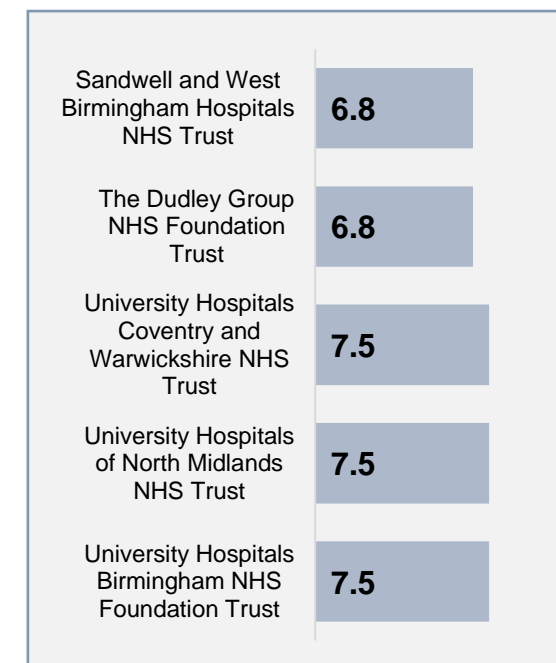 Sandwell and West
Birmingham Hospitals
NHS Trust
6.8
The Dudley Group
NHS Foundation
Trust
6.8
University Hospitals
Coventry and
Warwickshire NHS
Trust
7.5
University Hospitals
of North Midlands
NHS Trust
7.5
University Hospitals
Birmingham NHS
Foundation Trust
7.5